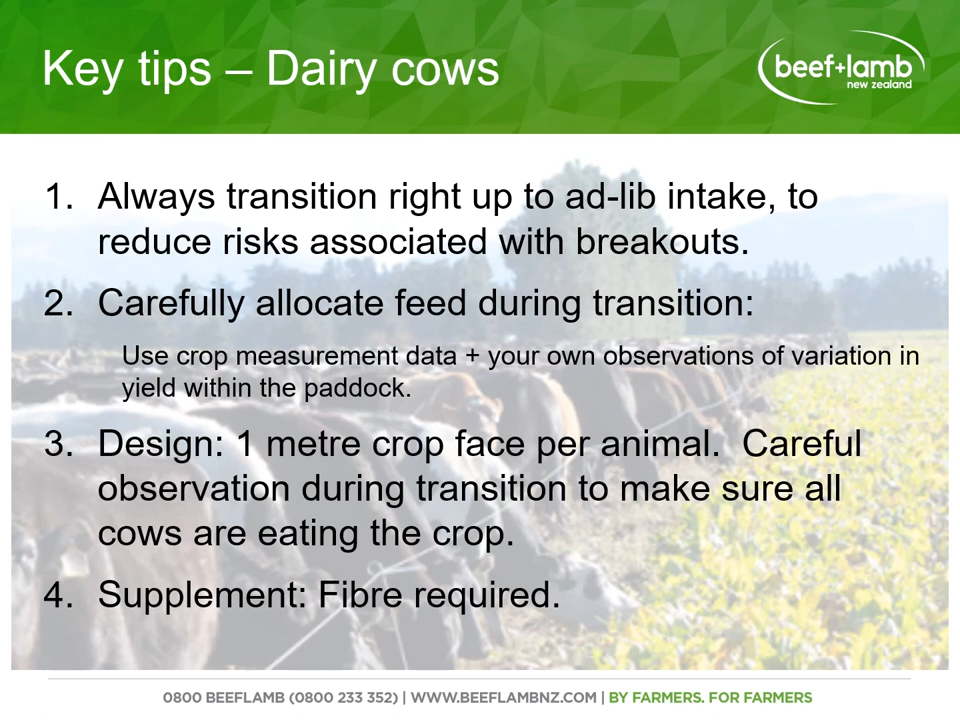 Key tips – Dairy cows
beef+lamb
new zealand
1. Always transition right up to ad-lib intake, to
reduce risks associated with breakouts.
2. Carefully allocate feed during transition:
Use crop measurement data + your own observations of variation in
yield within the paddock.
3. Design: 1 metre crop face per animal.  Careful
observation during transition to make sure all
cows are eating the crop.
4. Supplement: Fibre required.
0800 BEEFLAMB (0800 233 352) | WWW.BEEFLAMBNZ.COM | BY FARMERS. FOR FARMERS